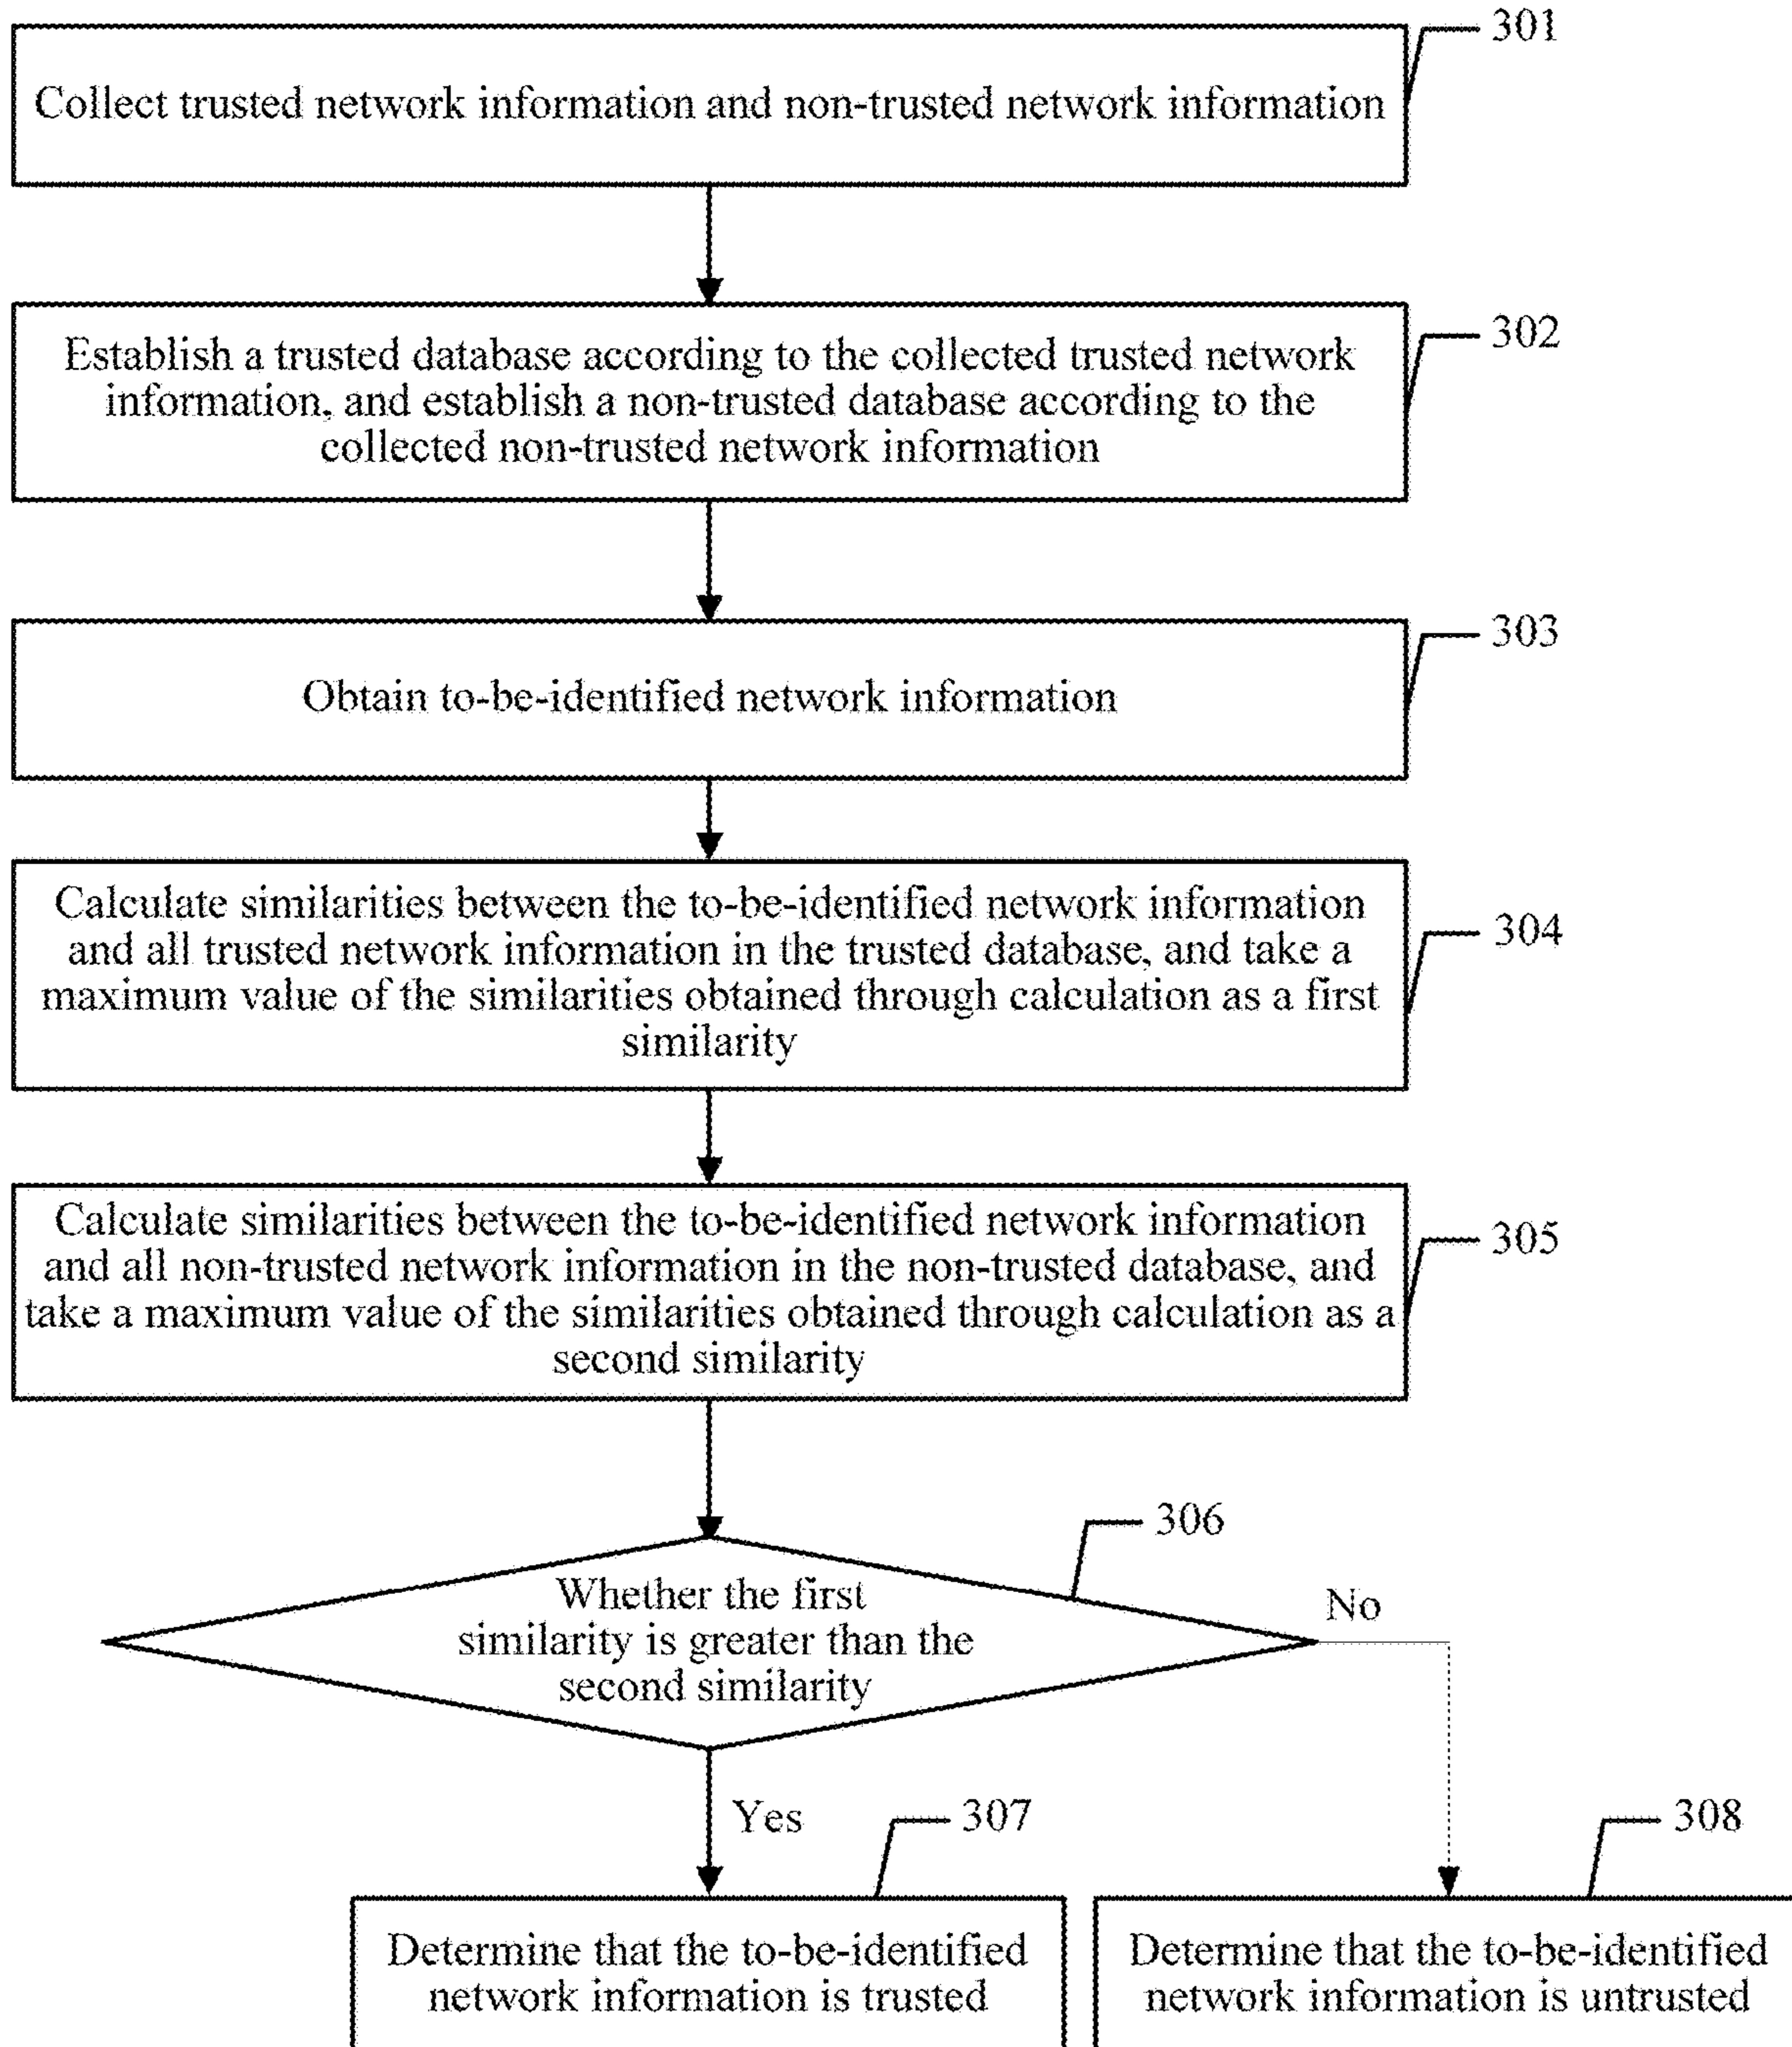 301
Collect trusted network information and non-trusted network information
302
Establish a trusted database according to the collected trusted network
information, and establish a non-trusted database according to the
collected non-trusted network information
303
Obtain to-be-identified network information
304
Calculate similarities between the to-be-identified network information
and all trusted network information in the trusted database, and take a
maximum value of the similarities obtained through calculation as a first
similarity
305
Calculate similarities between the to-be-identified network information
and all non-trusted network information in the non-trusted database, and
take a maximum value of the similarities obtained through calculation as a
second similarity
306
Whether the first
similarity is greater than the
second similarity
No
Yes
307
308
Determine that the to-be-identified
network information is trusted
Determine that the to-be-identified
network information is untrusted